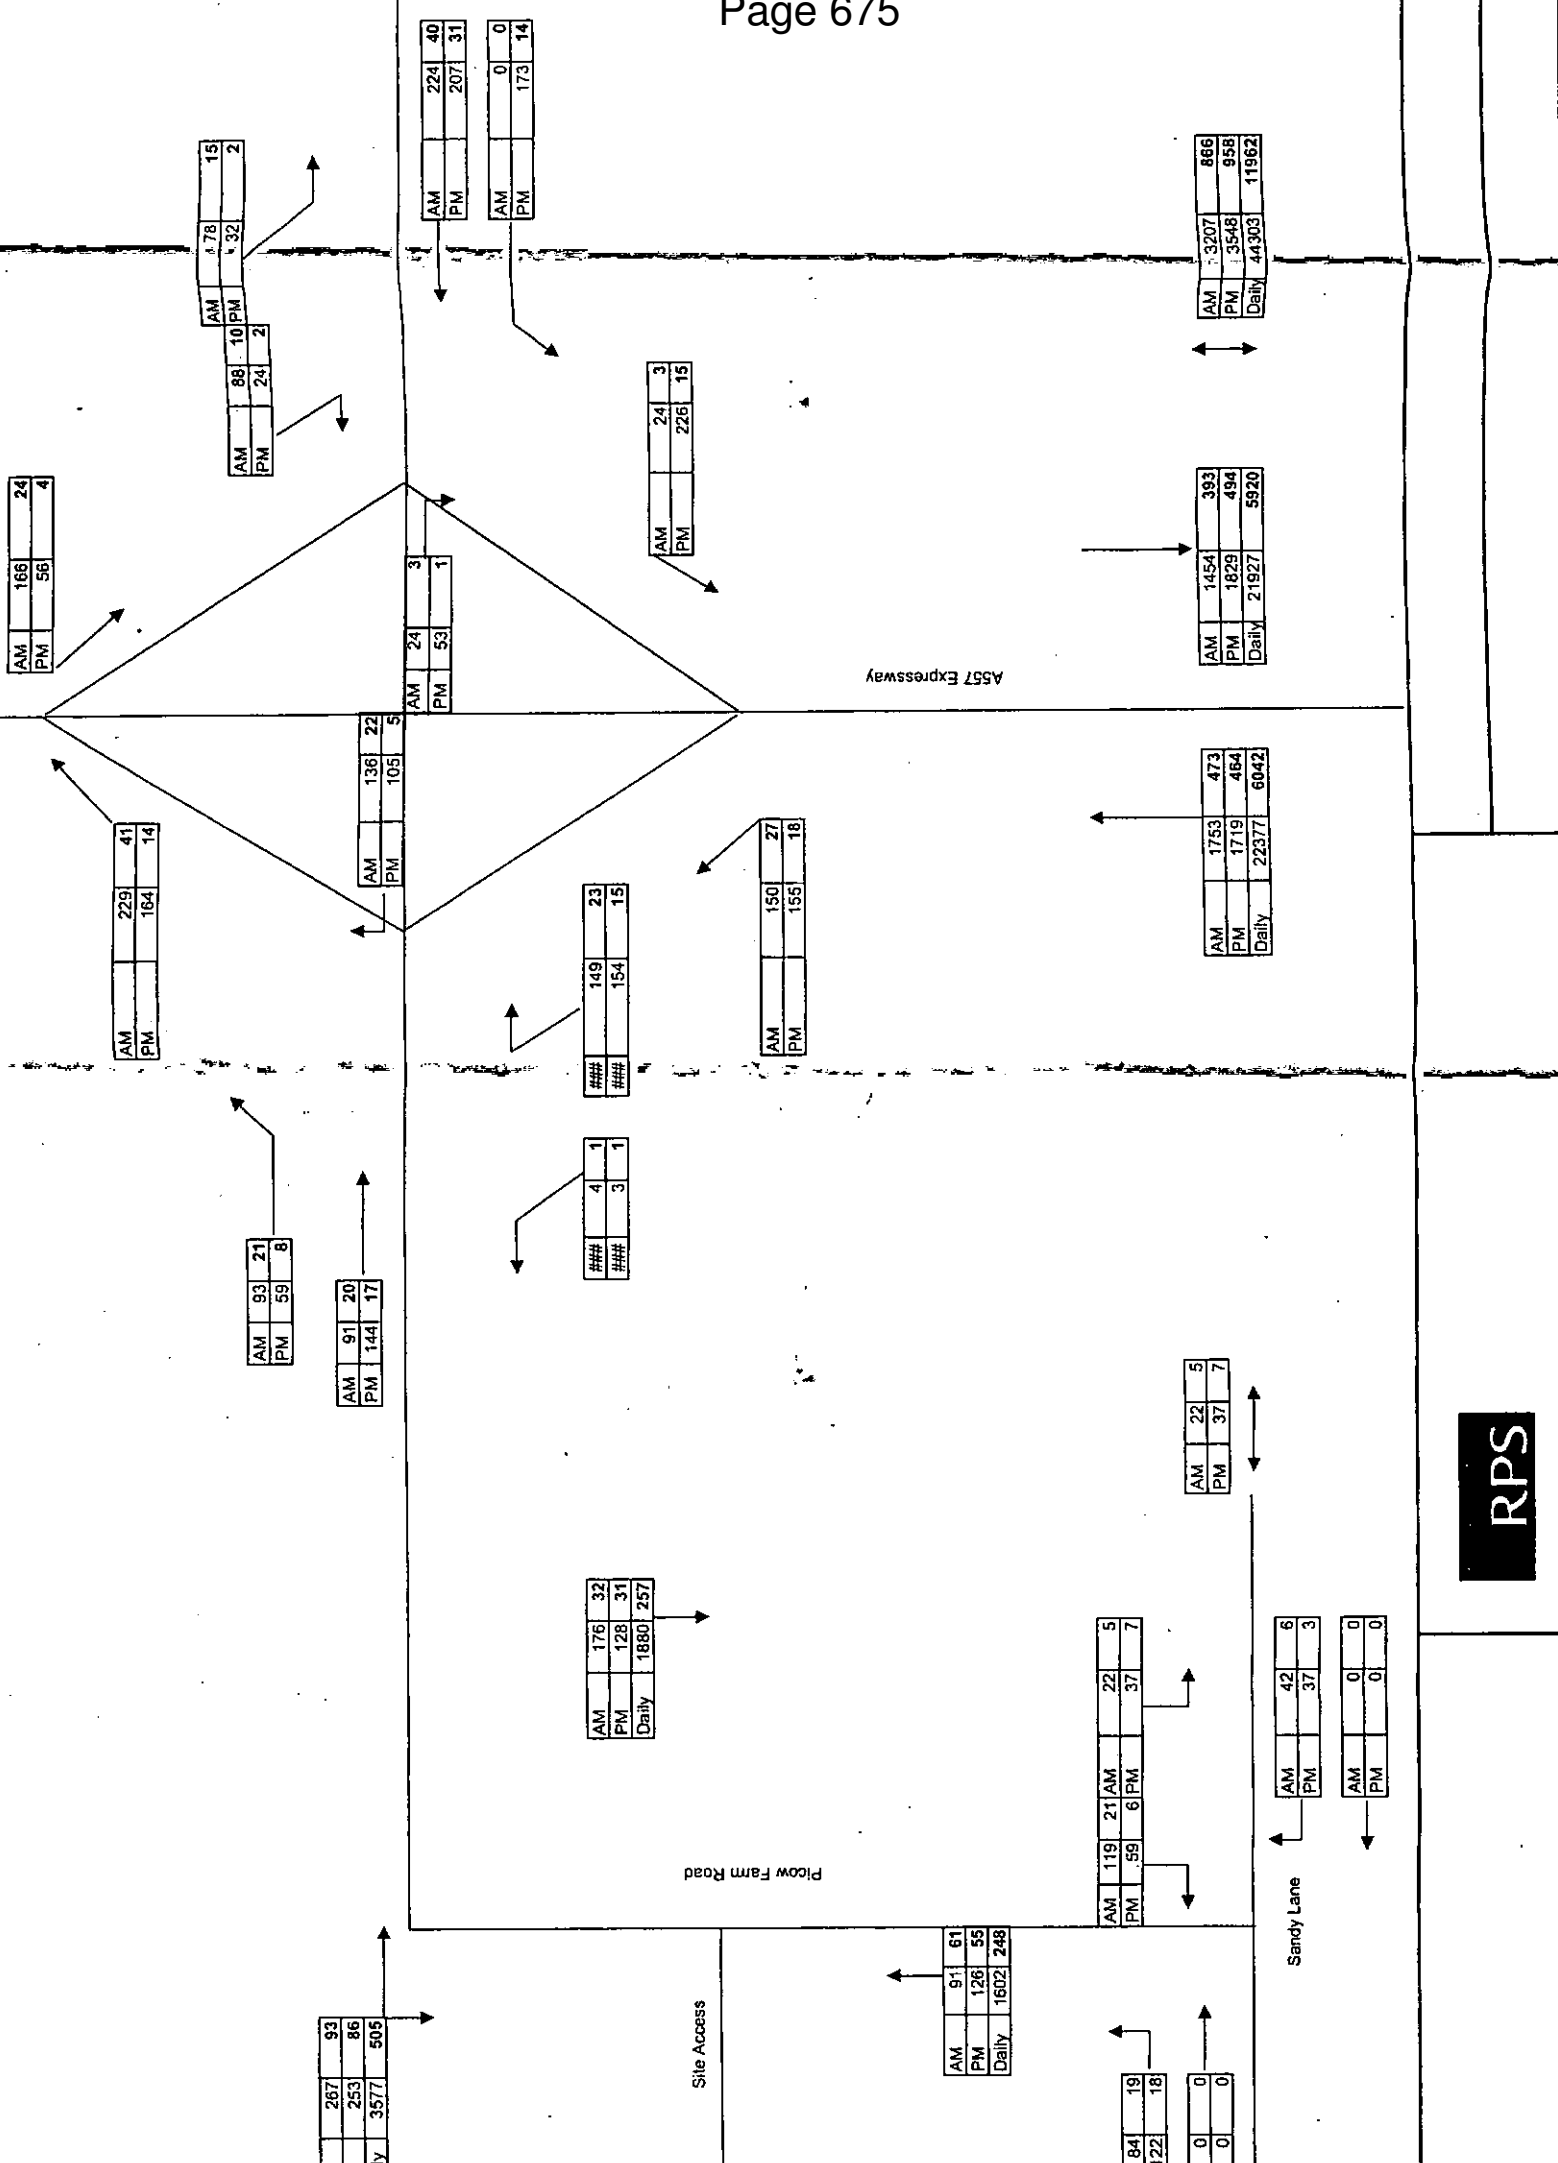 Page 675
AM 224 40
PM 207 31
AM 0 0
PM 173 14
AM 78 15
PM 32 2
AM 88 10
PM 24 2
AM 166 24
PM 56 4
AM 24 3
PM 226 15
AM 24 3
PM 53 1
AM 136 22
PM 105 5
AM 229 41
PM 164 14
AM 3207 866
PM 3548 958
Daily 44303 11962
AM 1454 393
PM 1829 494
Daily 21927 5920
A557 Expressway
AM 1753 473
PM 1719 464
Daily 22377 6042
### 149 23
### 154 15
AM 150 27
PM 155 18
### 4 1
### 3 1
AM 93 21
PM 59 8
AM 91 20
PM 144 17
AM 22 5
PM 37 7
AM 176 32
PM 128 31
Daily 1880 257
AM 22 5
PM 37 7
AM 119 21
PM 59 6
AM 42 6
PM 37 3
AM 0 0
PM 0 0
Picow Farm Road
Sandy Lane
AM 91 61
PM 126 55
Daily 1602 248
Site Access
267 93
253 86
y 3577 505
84 19
122 18
0 0
0 0
RPS